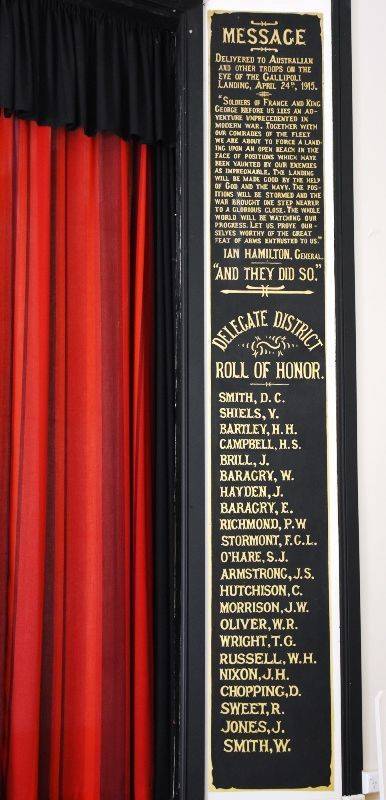 MESSAGE
DELIVERED TO AUSTRALIAN
AND OTHER TROOPS ON THE
EVE OF THE GALLIPOLI
LANDING, APRIL 24TH, 1915.
"SOLDIERS OF FRANCE AND KING
GEORGE BEFORE US LIES AN AD-
VENTURE UNPRECEDENTED IN
MODERN WAR. TOGETHER WITH
OUR COMRADES OF THE FLEET
WE ARE ABOUT TO FORCE A LAND-
ING UPON AN OPEN BEACH IN THE
FACE OF POSITIONS WHICH HAVE
BEEN VAUNTED BY OUR ENEMIES
AS IMPREGNABLE. THE LANDING
WILL BE MADE GOOD BY THE HELP
OF GOD AND THE NAVY. THE POS-
ITIONS WILL BE STORMED AND THE
WAR BROUGHT ONE STEP NEARER
TO A GLORIOUS CLOSE. THE WHOLE
WORLD WILL BE WATCHING OUR
PROGRESS. LET US PROVE OUR-
SELVES WORTHY OF THE GREAT
FEAT OF ARMS ENTRUSTED TO US."
IAN HAMILTON, GENERAL.
"AND THEY DID SO."
DELEGATE DISTRICT
ROLL OF HONOR.
SMITH, D. C.
SHIELS, V.
BARTLEY, H. H.
CAMPBELL, H.S.
BRILL, J.
BARAGRY, W.
HAYDEN, J.
BARAGRY, E.
RICHMOND, P.W
STORMONT, F.G.L.
O'HARE, S.J.
ARMSTRONG, J.S.
HUTCHISON, C.
MORRISON, J.W.
OLIVER, W.R.
WRIGHT, T.G.
RUSSELL, W.H.
NIXON, J.H.
CHOPPING, D.
SWEET, R.
JONES, J.
SMITH, W.